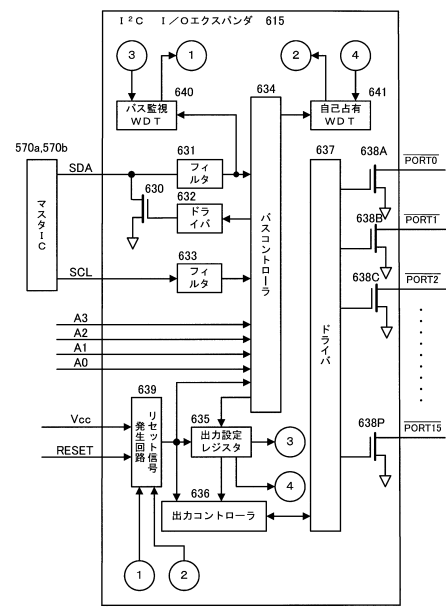 I²C I/Oエクスパンダ 615
3
1
2
4
640
バス監視
WDT
634
641
自己占有
WDT
570a,570b
マスタIC
SDA
631
フィルタ
630
632
ドライバ
SCL
633
フィルタ
バスコントローラ
637
ドライバ
638A
PORT0
638B
PORT1
638C
PORT2
638P
PORT15
A3
A2
A1
A0
639
リセット信号
発生回路
Vcc
RESET
635
出力設定
レジスタ
3
4
636
出力コントローラ
1
2